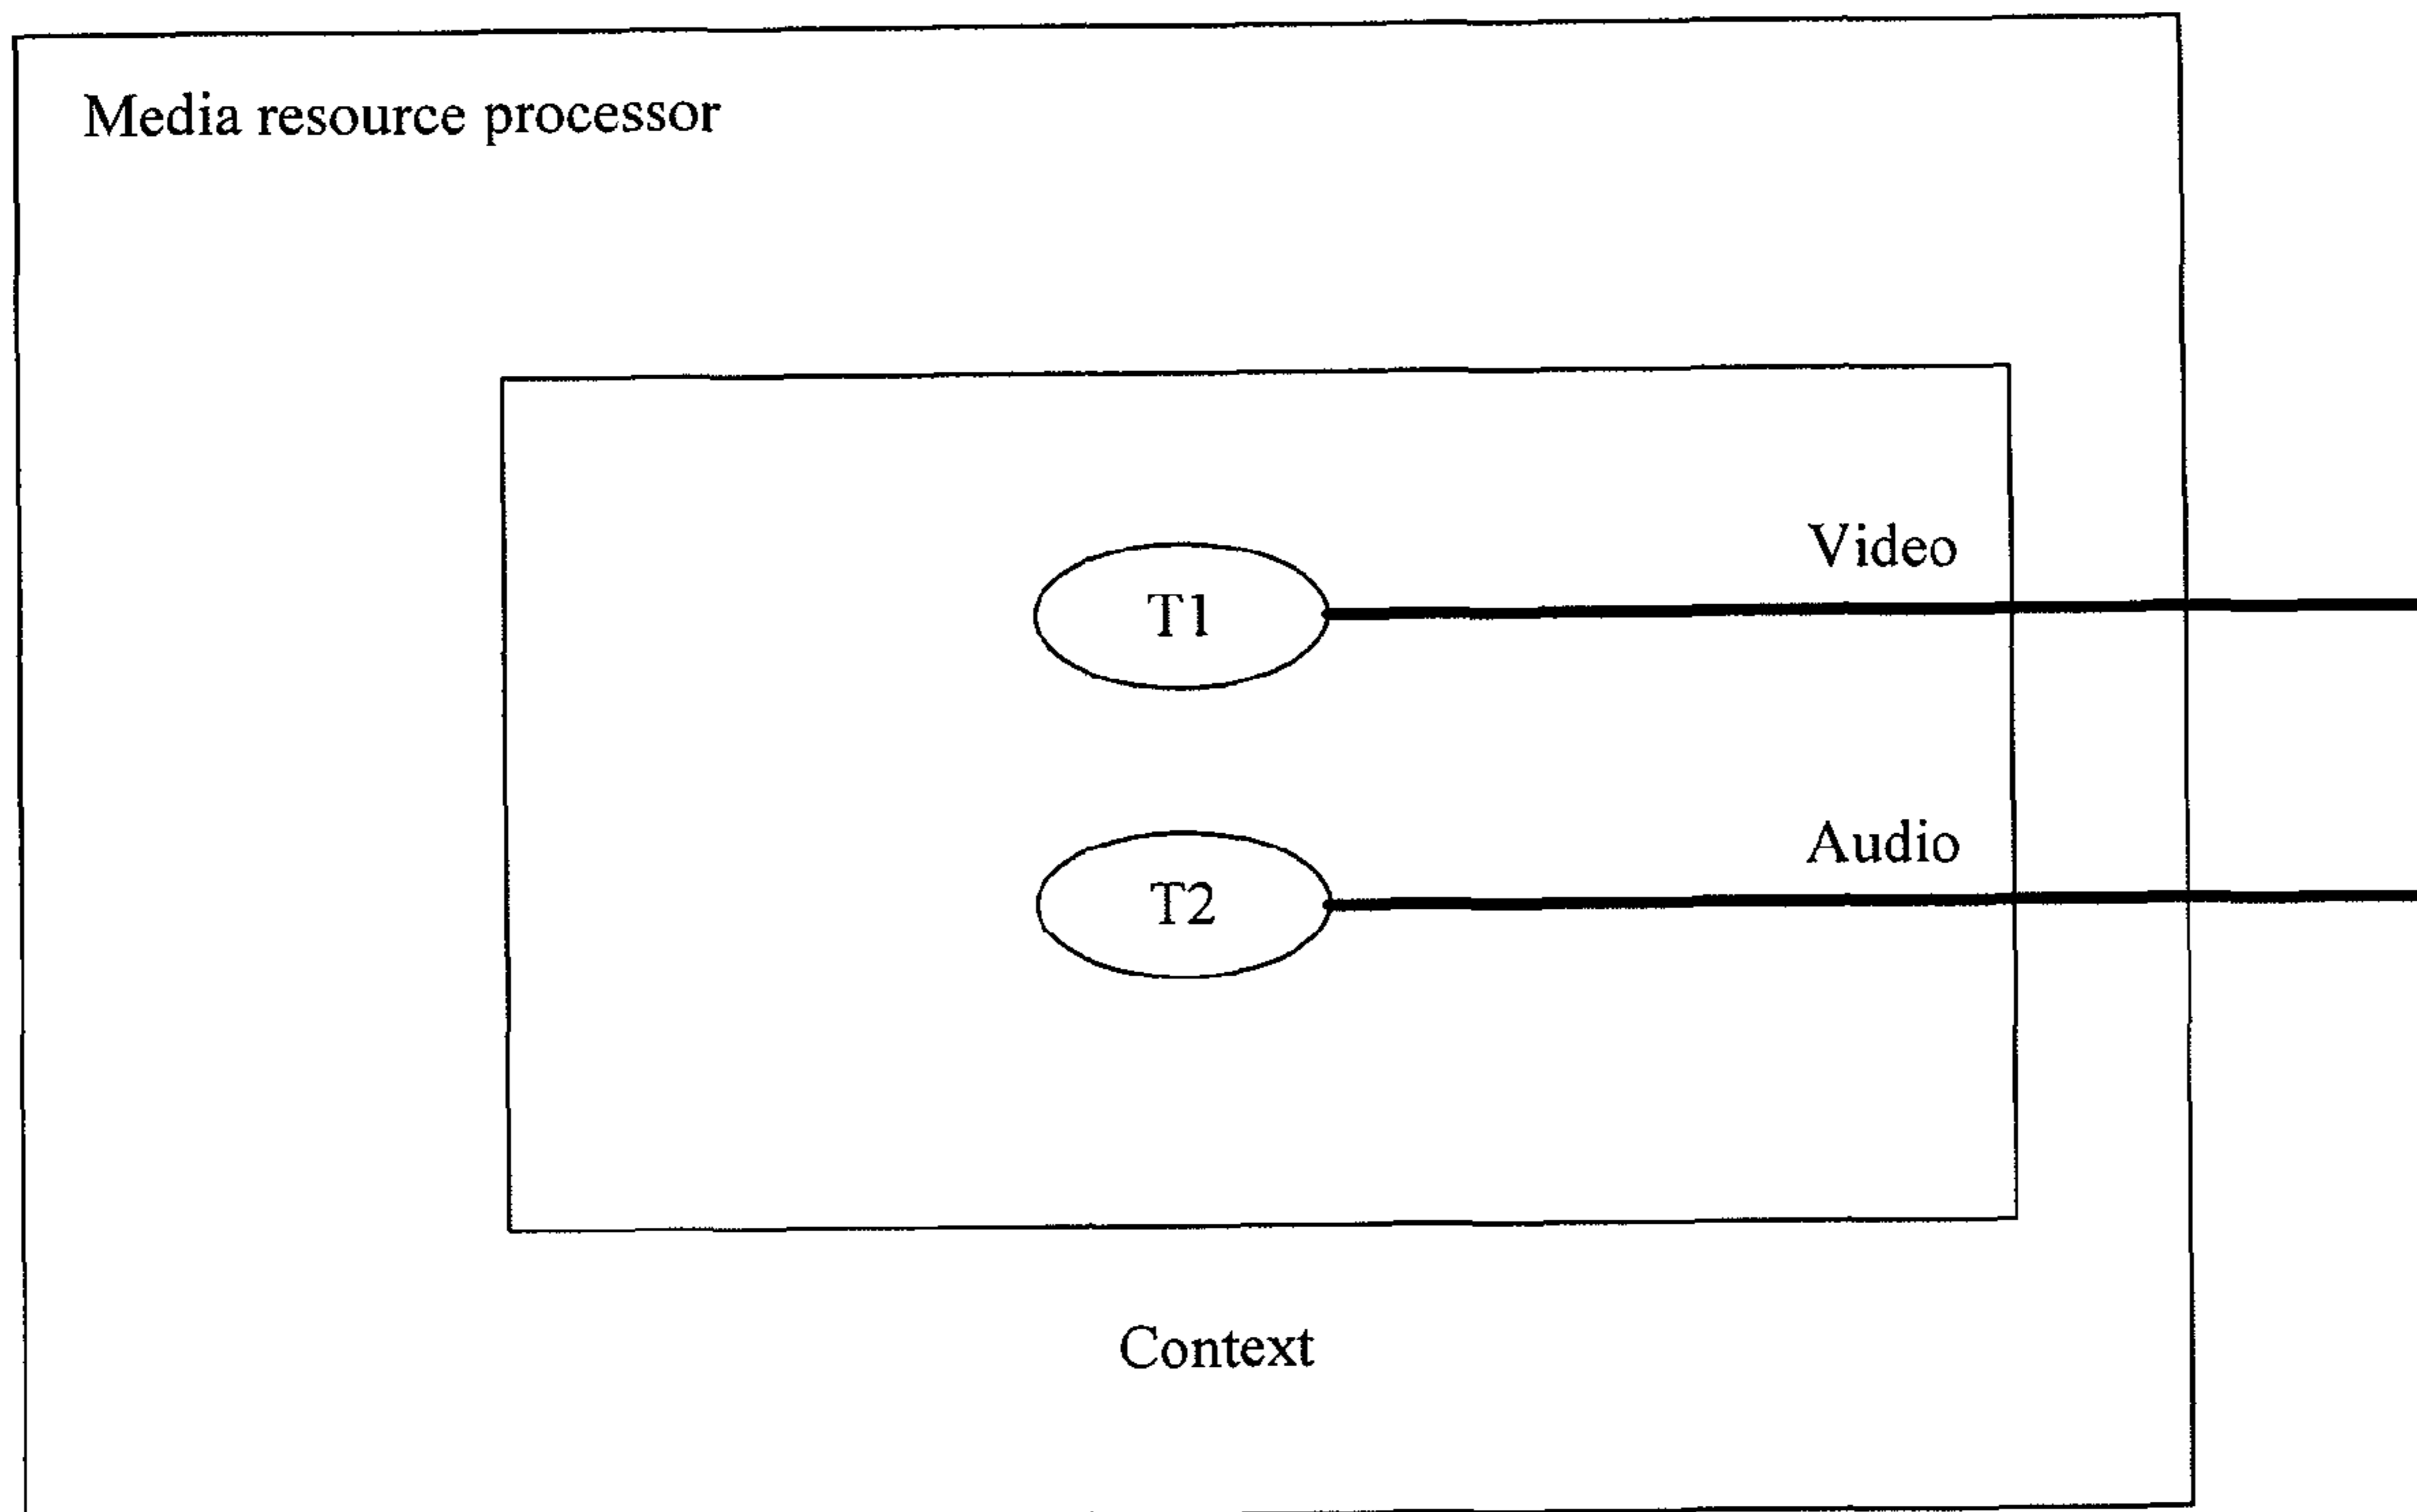 Media resource processor
Video
T1
Audio
T2
Context